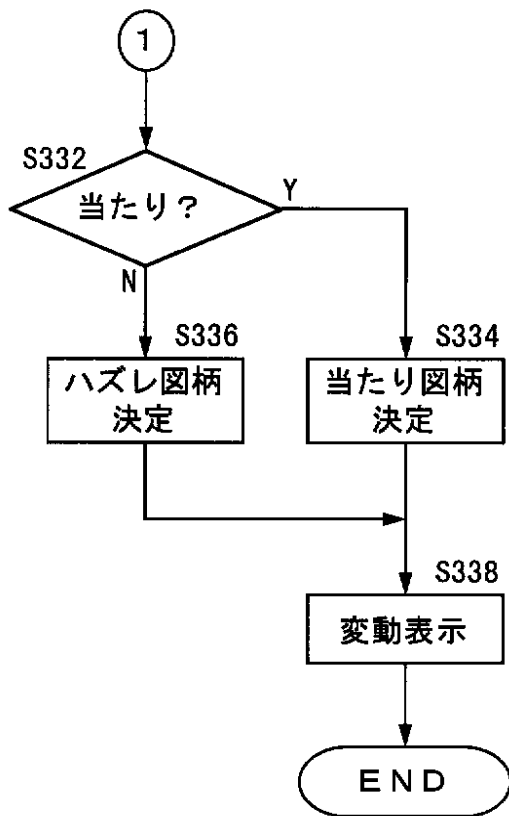 1
S332
当たり？
Y
N
S336
S334
ハズレ図柄
決定
当たり図柄
決定
S338
変動表示
END